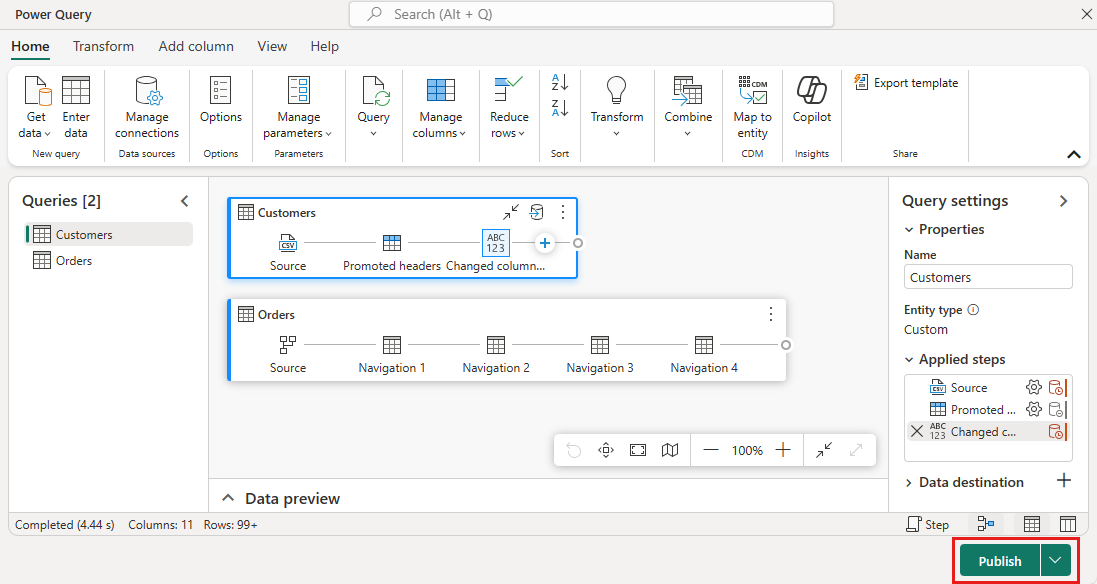 Power Query
Search (Alt + Q)
Home Transform Add column View Help
Get data
Enter data
New query
Manage connections
Data sources
Options
Options
Manage parameters
Parameters
Query
Manage columns
Reduce rows
A Z
Z A
Sort
Transform
Combine
CDM
Map to entity
CDM
Copilot
Insights
Export template
Share
Queries [2]
Customers
Orders
Customers
CSV
ABC
123
Source Promoted headers Changed column...
Orders
Source Navigation 1 Navigation 2 Navigation 3 Navigation 4
100%
Data preview
Query settings
Properties
Name
Customers
Entity type
Custom
Applied steps
CSV Source
Promoted ...
ABC
123
Changed c...
Data destination
Completed (4.44 s) Columns: 11 Rows: 99+
Step
Publish